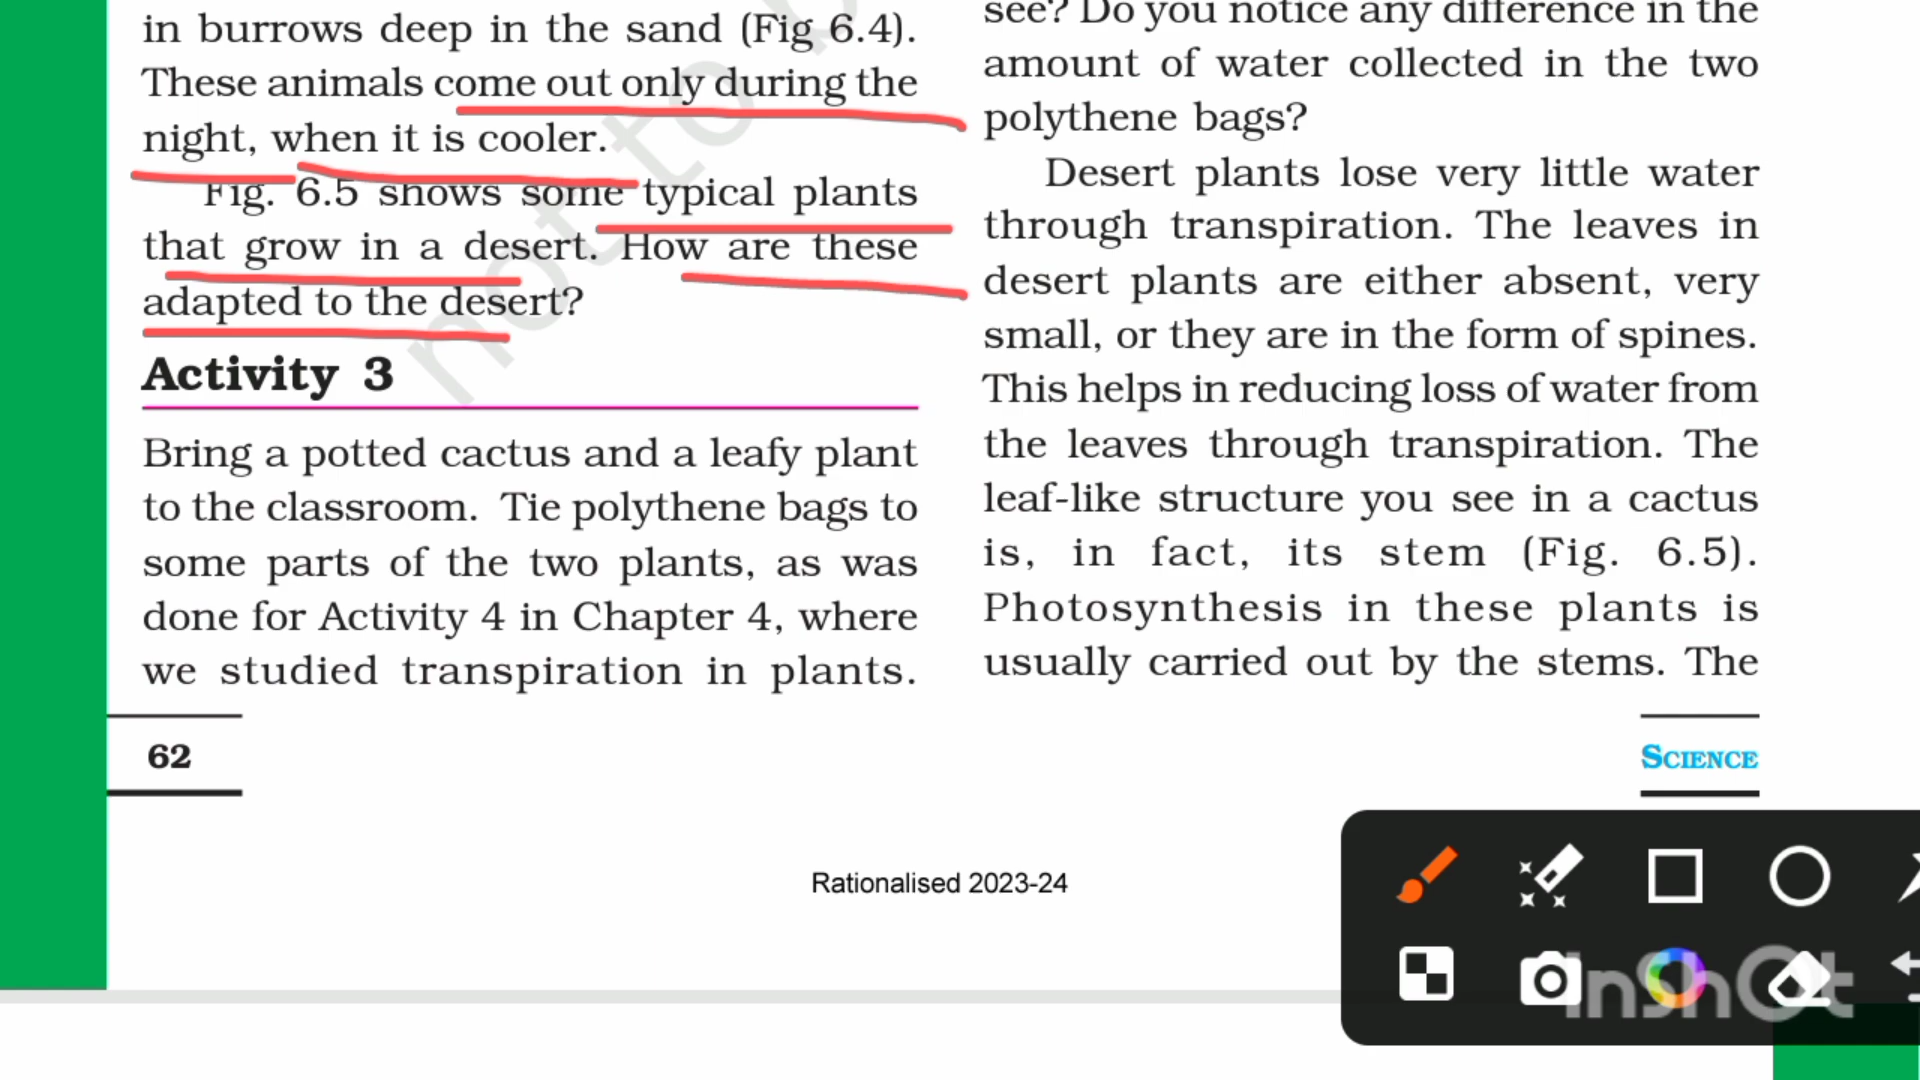 in burrows deep in the sand (Fig 6.4).
These animals come out only during the
night, when it is cooler.
Fig. 6.5 shows some typical plants
that grow in a desert. How are these
adapted to the desert?
Activity 3
Bring a potted cactus and a leafy plant
to the classroom. Tie polythene bags to
some parts of the two plants, as was
done for Activity 4 in Chapter 4, where
we studied transpiration in plants.
see? Do you notice any difference in the
amount of water collected in the two
polythene bags?
Desert plants lose very little water
through transpiration. The leaves in
desert plants are either absent, very
small, or they are in the form of spines.
This helps in reducing loss of water from
the leaves through transpiration. The
leaf-like structure you see in a cactus
is, in fact, its stem (Fig. 6.5).
Photosynthesis in these plants is
usually carried out by the stems. The
not to b
62
SCIENCE
Rationalised 2023-24
InShOt